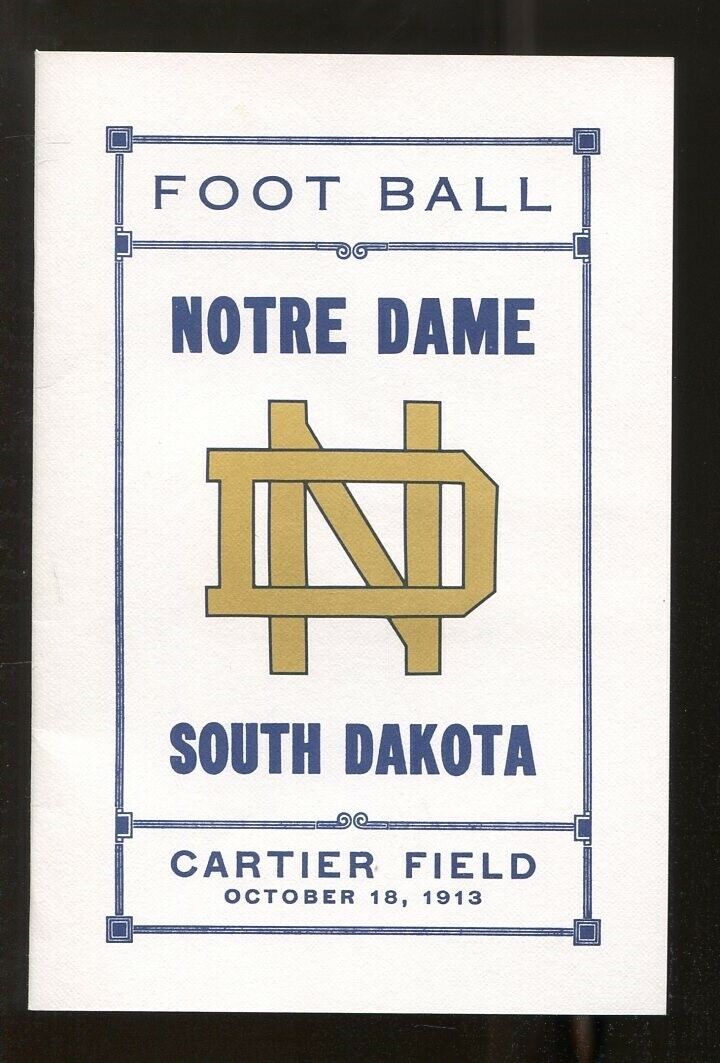 FOOT BALL
NOTRE DAME
ND
SOUTH DAKOTA
CARTIER FIELD
OCTOBER 18, 1913